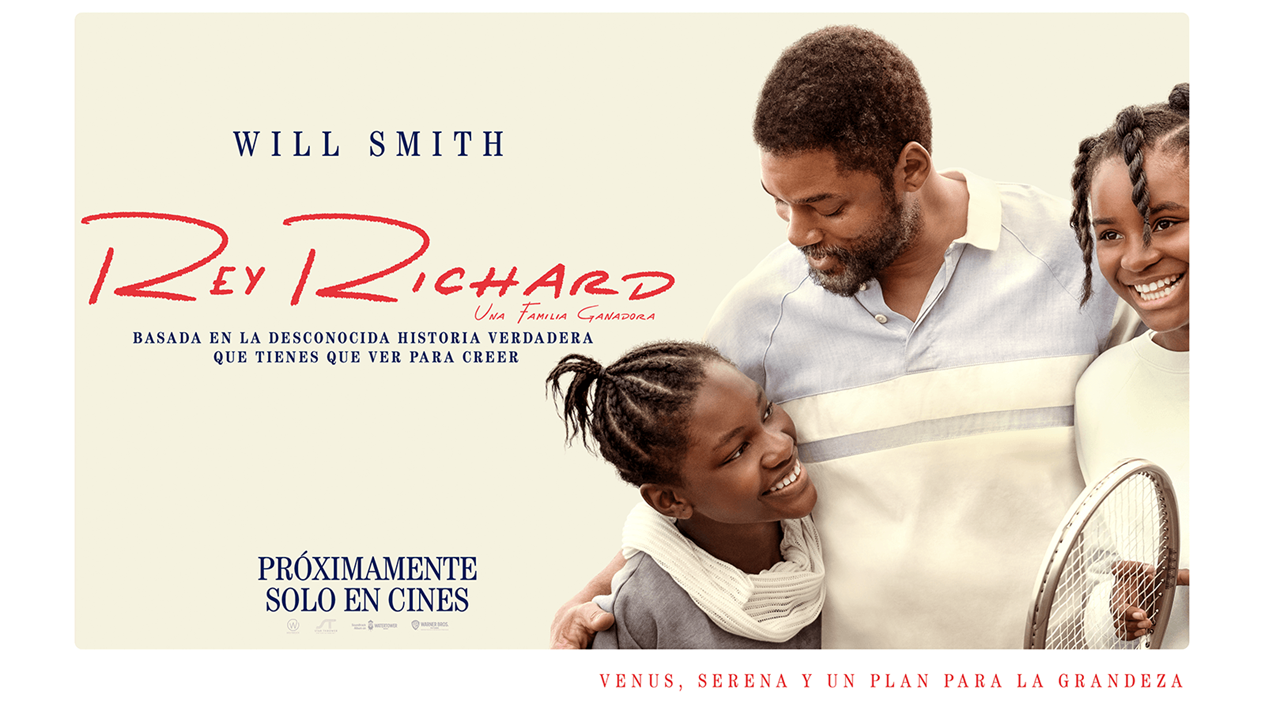 WILL SMITH
REY RICHARD
UNA FAMILIA GANADORA
BASADA EN LA DESCONOCIDA HISTORIA VERDADERA
QUE TIENES QUE VER PARA CREER
PRÓXIMAMENTE
SOLO EN CINES
VENUS, SERENA Y UN PLAN PARA LA GRANDEZA